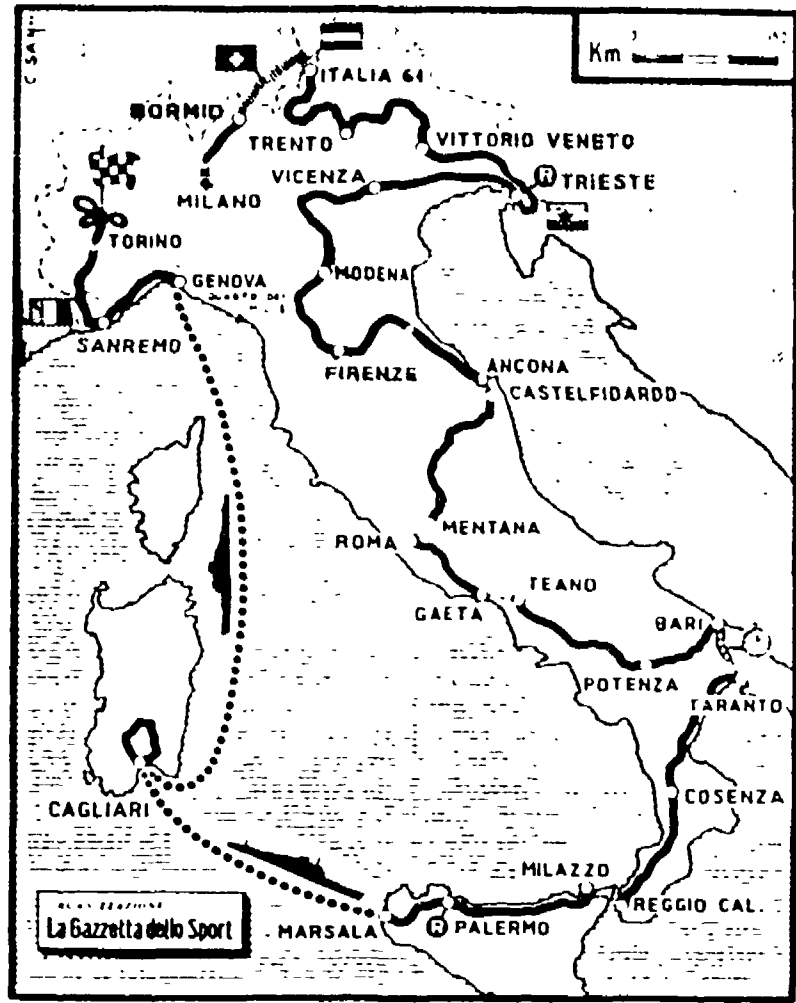 Km
ITALIA 61
BORMIO
TRENTO
VITTORIO VENETO
VICENZA
R TRIESTE
MILANO
TORINO
GENOVA
MODENA
SANREMO
FIRENZE
ANCONA
CASTELFIDARDO
MENTANA
ROMA
TEANO
GAETA
BARI
POTENZA
TARANTO
CAGLIARI
COSENZA
MILAZZO
REGGIO CAL.
MARSALA
R PALERMO
La Gazzetta dello Sport